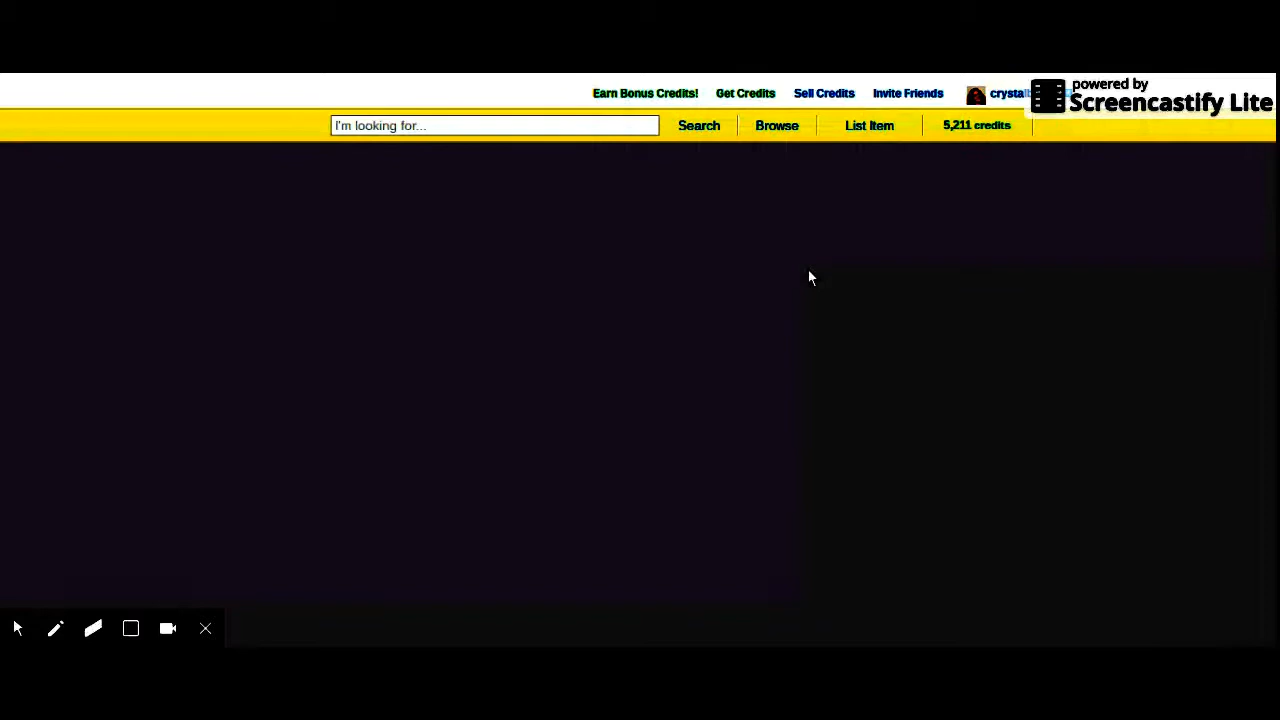 powered by
Screencastify Lite
Earn Bonus Credits! Get Credits Sell Credits Invite Friends
I'm looking for... Search Browse List Item 5,211 credits